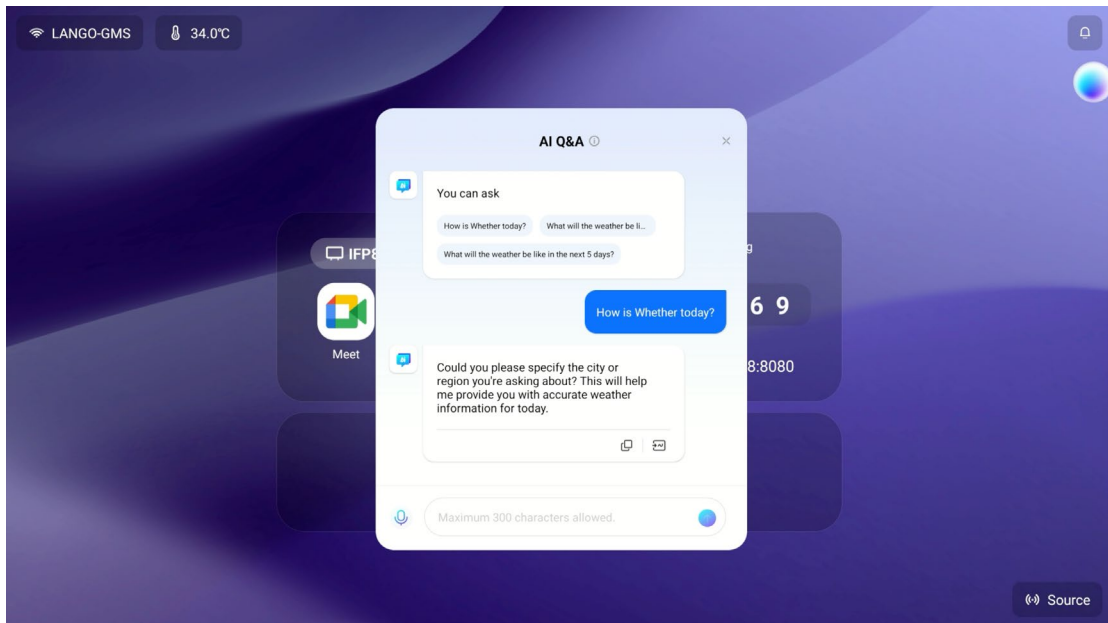 LANGO-GMS
34.0℃
AI Q&A
You can ask
How is Whether today?
What will the weather be li...
What will the weather be like in the next 5 days?
How is Whether today?
Could you please specify the city or
region you're asking about? This will help
me provide you with accurate weather
information for today.
Maximum 300 characters allowed.
IFP8
Meet
g
6 9
8:8080
Source